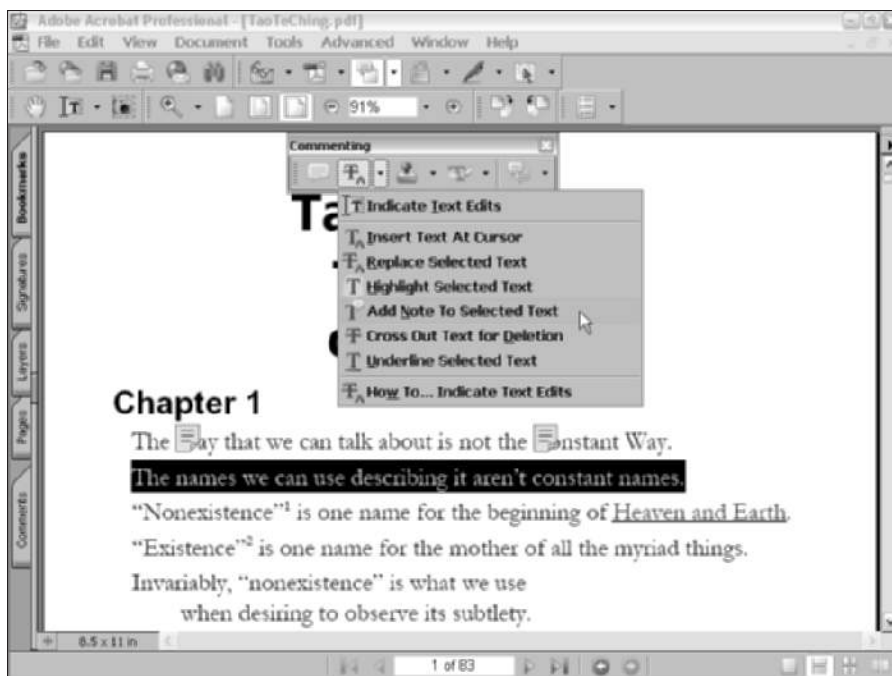 Adobe Acrobat Professional - [TaoTeChing.pdf]
File Edit View Document Tools Advanced Window Help
91%
Commenting
Indicate Text Edits
Insert Text At Cursor
Replace Selected Text
Highlight Selected Text
Add Note To Selected Text
Cross Out Text for Deletion
Underline Selected Text
How To... Indicate Text Edits
Bookmarks
Signatures
Layers
Pages
Comments
Ta
Chapter 1
The ay that we can talk about is not the onstant Way.
The names we can use describing it aren't constant names.
“Nonexistence”¹ is one name for the beginning of Heaven and Earth.
“Existence”² is one name for the mother of all the myriad things.
Invariably, “nonexistence” is what we use
when desiring to observe its subtlety.
8.5 x 11 in
1 of 83